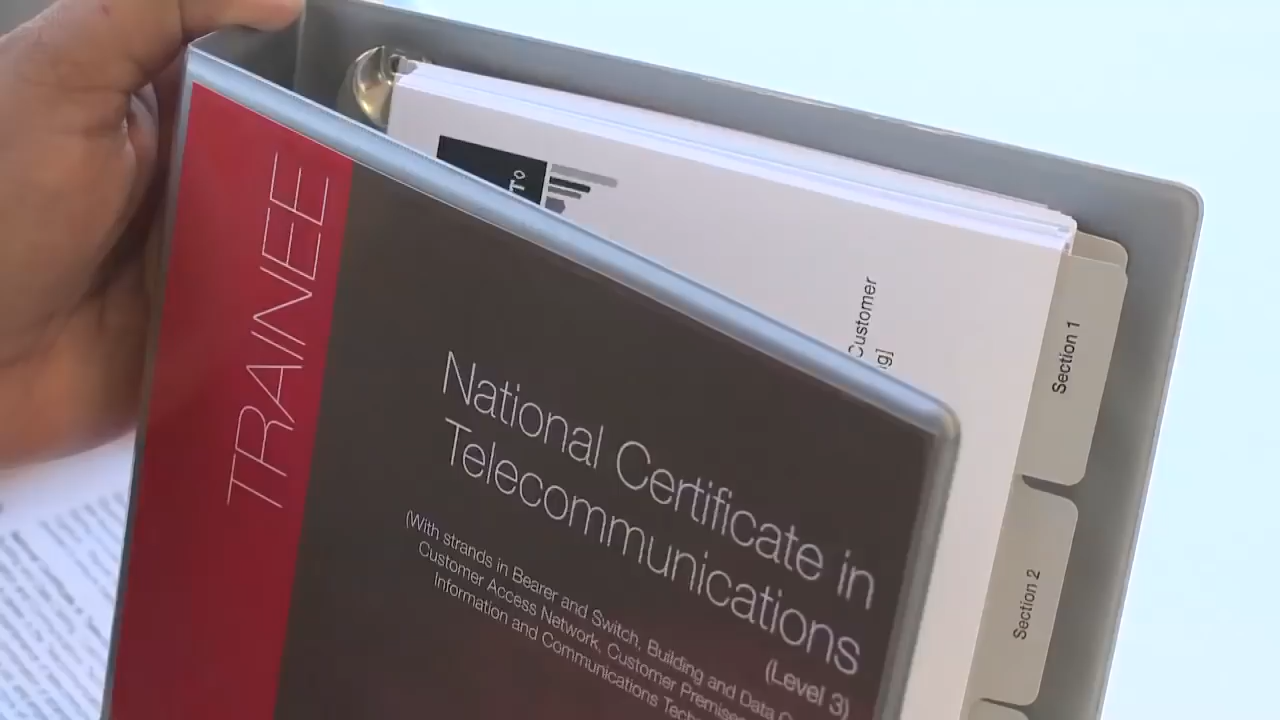 TRAINEE
National Certificate in
Telecommunications
(Level 3)
(With strands in Bearer and Switch, Building and Data
Customer Access Network, Customer
Information and Communications
Customer
Section 1
Section 2